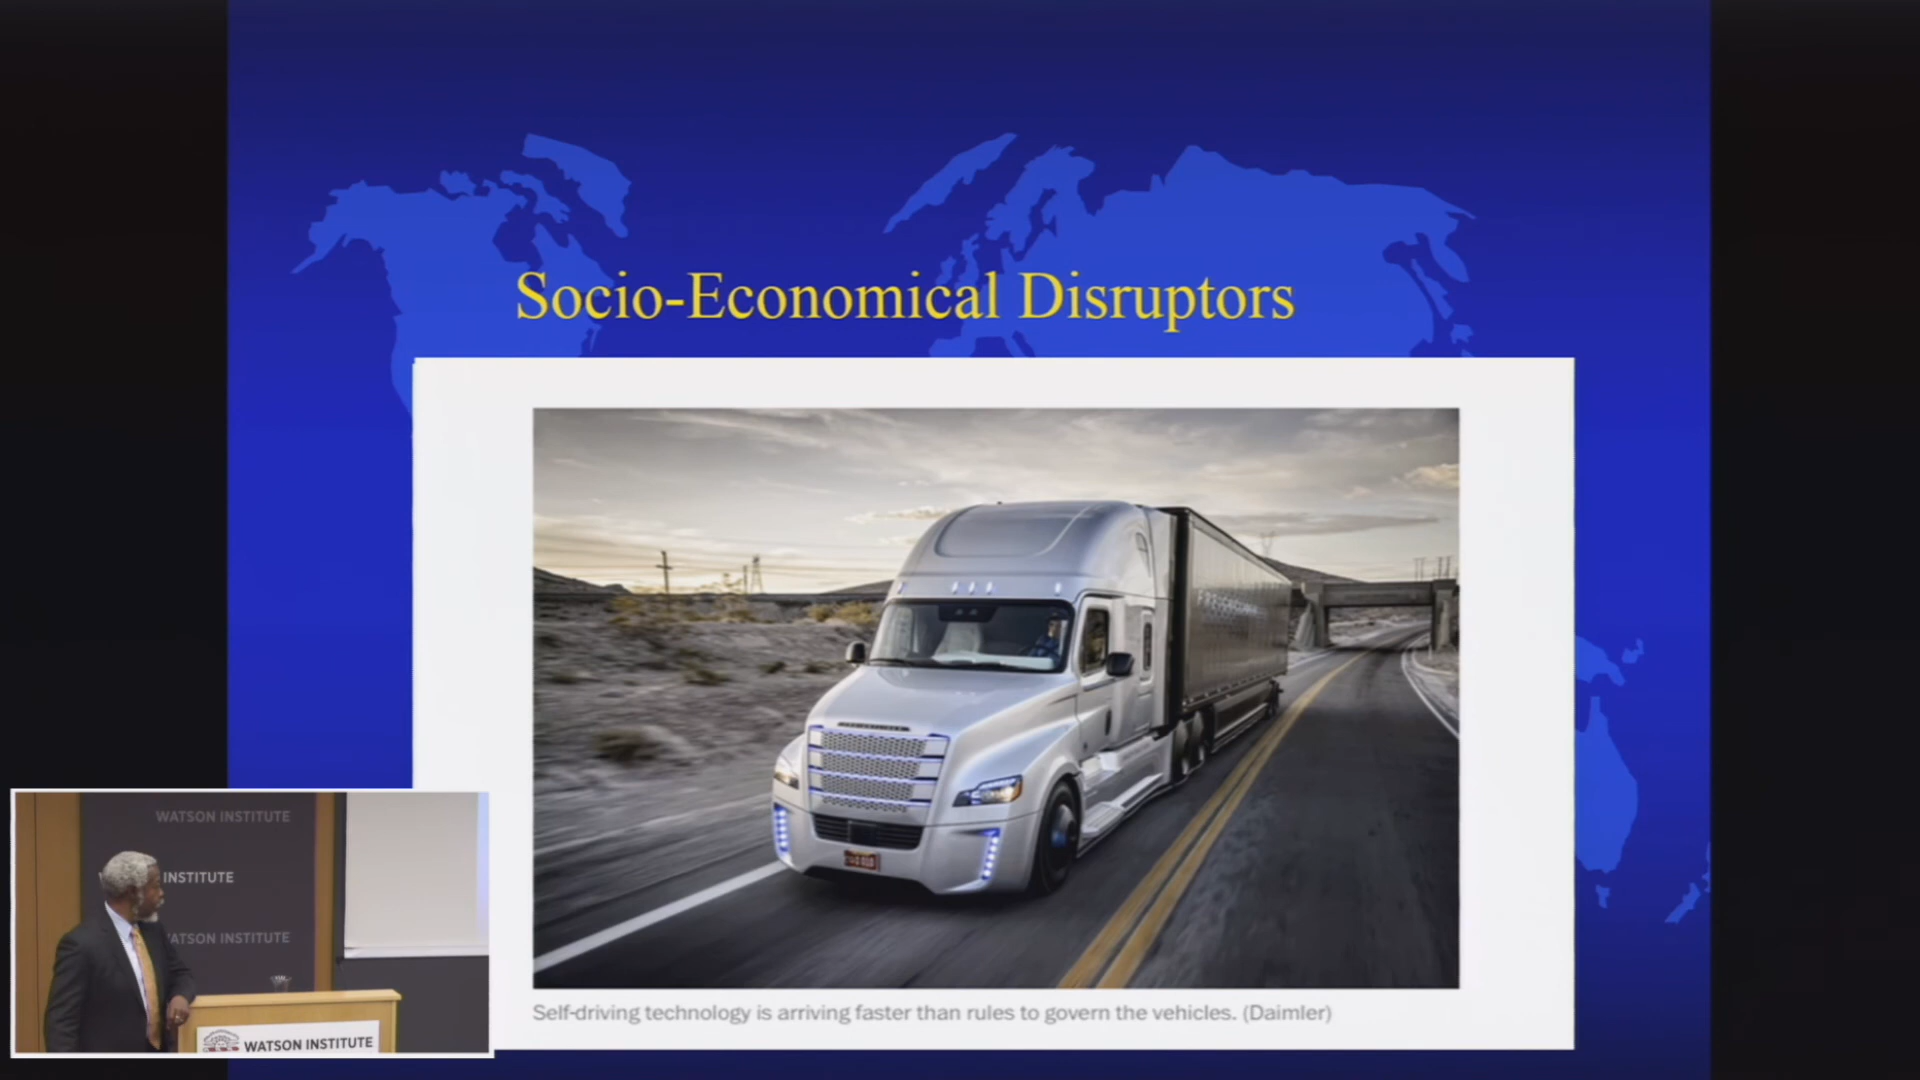 Socio-Economical Disruptors
Self-driving technology is arriving faster than rules to govern the vehicles. (Daimler)
WATSON INSTITUTE
INSTITUTE
WATSON INSTITUTE
WATSON INSTITUTE